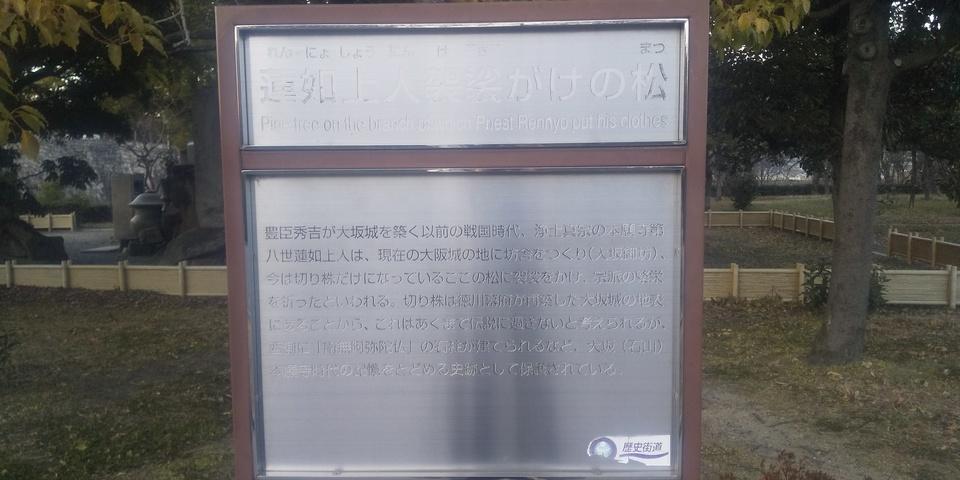 れんにょしょうにん けさ まつ
蓮如上人袈裟がけの松
Pine tree on the branch Priest Rennyo put his clothes
豊臣秀吉が大坂城を築く以前の戦国時代、浄土真宗の本願寺第
八世蓮如上人は、現在の大阪城の地に坊舎をつくり(大坂御坊)、
今は切り株だけになっているここの松に袈裟をかけ、宗派の繁栄
を祈ったといわれる。切り株は徳川幕府が再築した大坂城の地表
にあることから、これはあくまで伝説に過ぎないと考えられるが、
「南無阿弥陀仏」の石碑が建てられるなど、大坂(石山)
本願寺時代の記憶をとどめる史跡として保護されている。
歴史街道